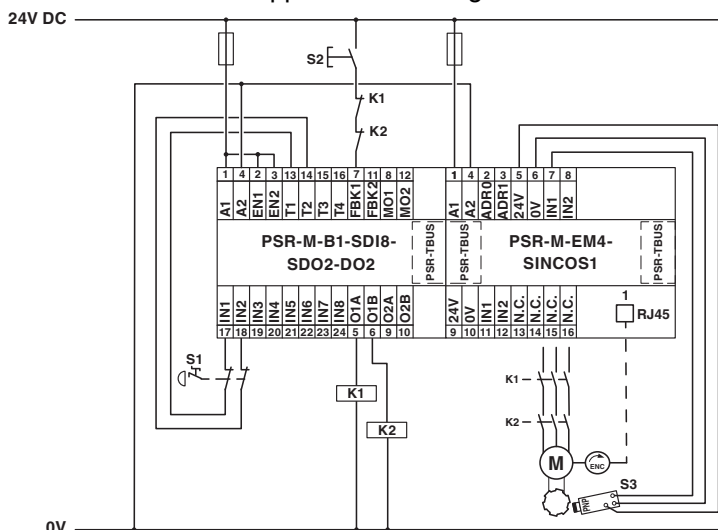 24V DC
S2
K1
K2
1 4 2 3 13 14 15 16 7 11 8 12
A1 A2 EN1 EN2 T1 T2 T3 T4 FBK1 FBK2 MO1 MO2
1 4 2 3 5 6 7 8
A1 A2 ADR0 ADR1 24V 0V IN1 IN2
PSR-M-B1-SDI8-
SDO2-DO2
PSR-TBUS
PSR-TBUS
PSR-M-EM4-
SINCOS1
PSR-TBUS
IN1 IN2 IN3 IN4 IN5 IN6 IN7 IN8 O1A O1B O2A O2B
17 18 19 20 21 22 23 24 5 6 9 10
24V 0V IN1 IN2 N.C. N.C. N.C. N.C.
9 10 11 12 13 14 15 16
1
RJ45
S1
K1
K2
K1
K2
M
ENC
S3
PNP
0V